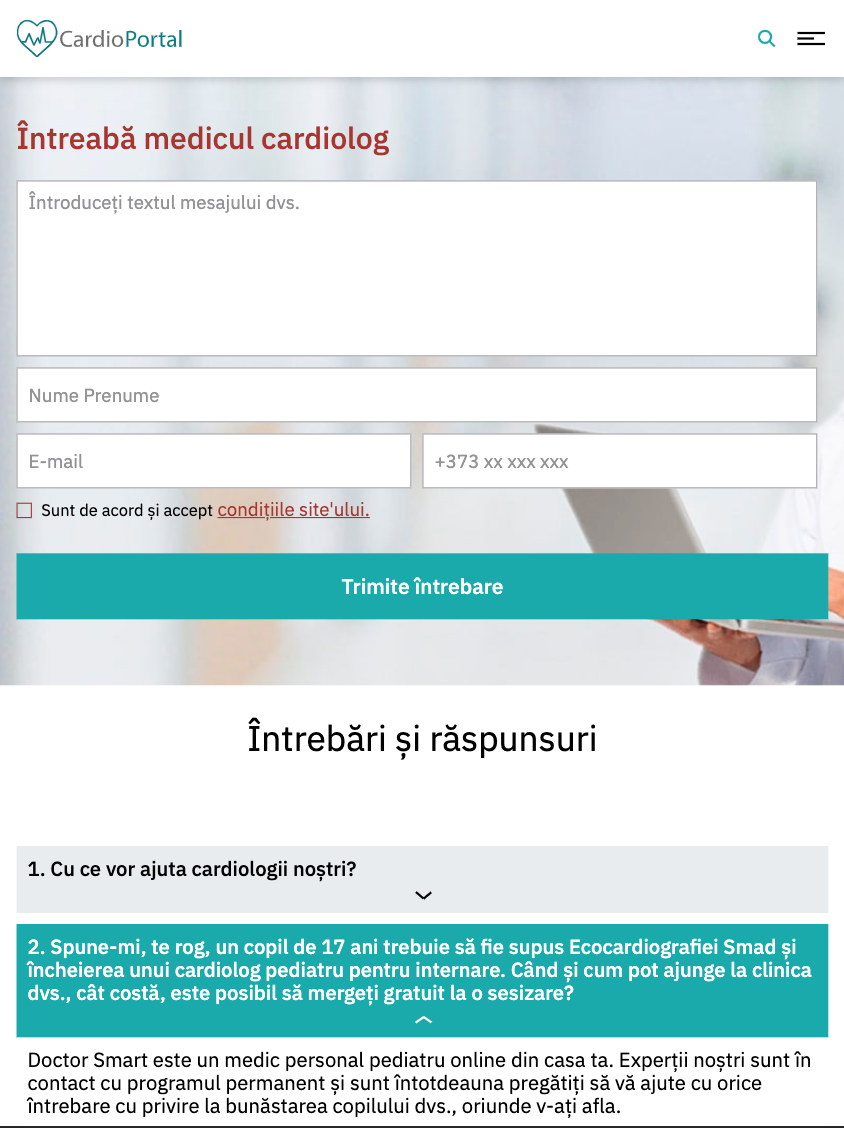 CardioPortal
Întreabă medicul cardiolog
Întroduceți textul mesajului dvs.
Nume Prenume
E-mail
+373 xx xxx xxx
Sunt de acord și accept condițiile site'ului.
Trimite întrebare
Întrebări și răspunsuri
1. Cu ce vor ajuta cardiologii noștri?
2. Spune-mi, te rog, un copil de 17 ani trebuie să fie supus Ecocardiografiei Smad și
încheierea unui cardiolog pediatru pentru internare. Când și cum pot ajunge la clinica
dvs., cât costă, este posibil să mergeți gratuit la o sesizare?
Doctor Smart este un medic personal pediatru online din casa ta. Experții noștri sunt în
contact cu programul permanent și sunt întotdeauna pregătiți să vă ajute cu orice
întrebare cu privire la bunăstarea copilului dvs., oriunde v-ați afla.